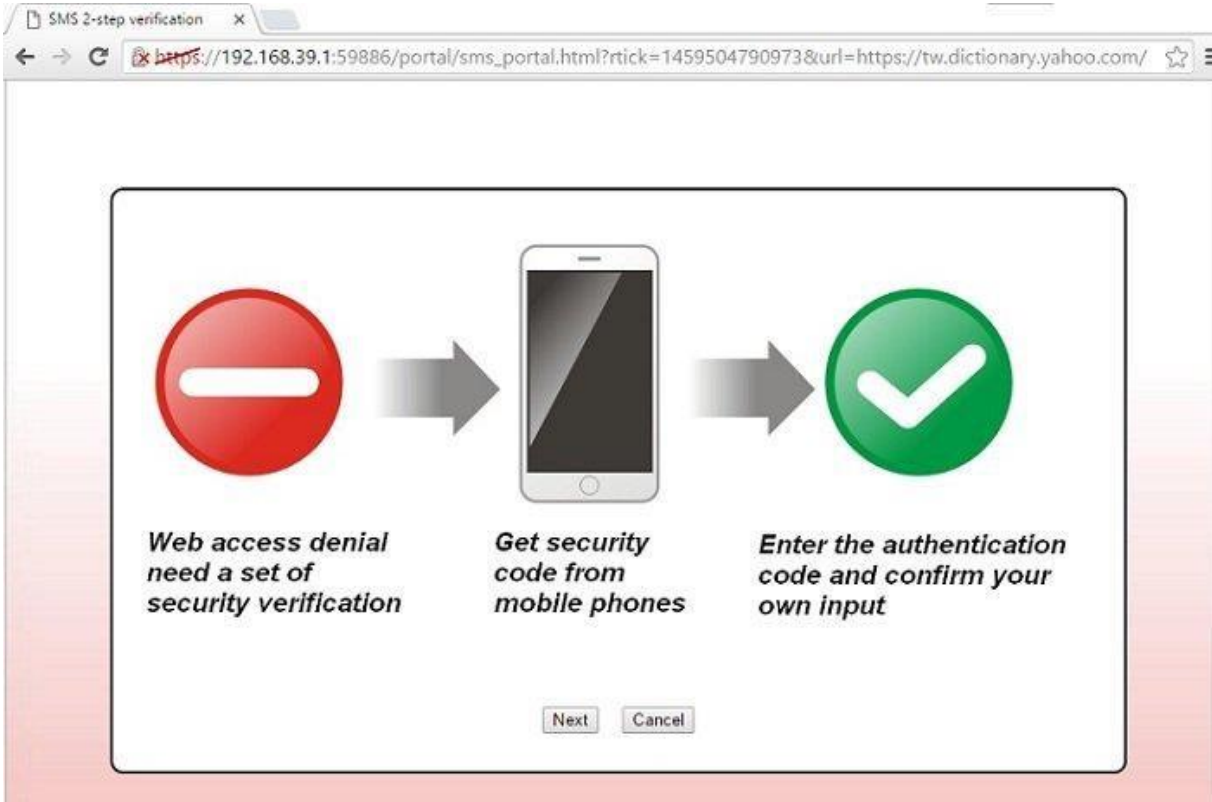 SMS 2-step verification
https://192.168.39.1:59886/portal/sms_portal.html?rtick=1459504790973&url=https://tw.dictionary.yahoo.com/
Web access denial
need a set of
security verification
Get security
code from
mobile phones
Enter the authentication
code and confirm your
own input
Next
Cancel